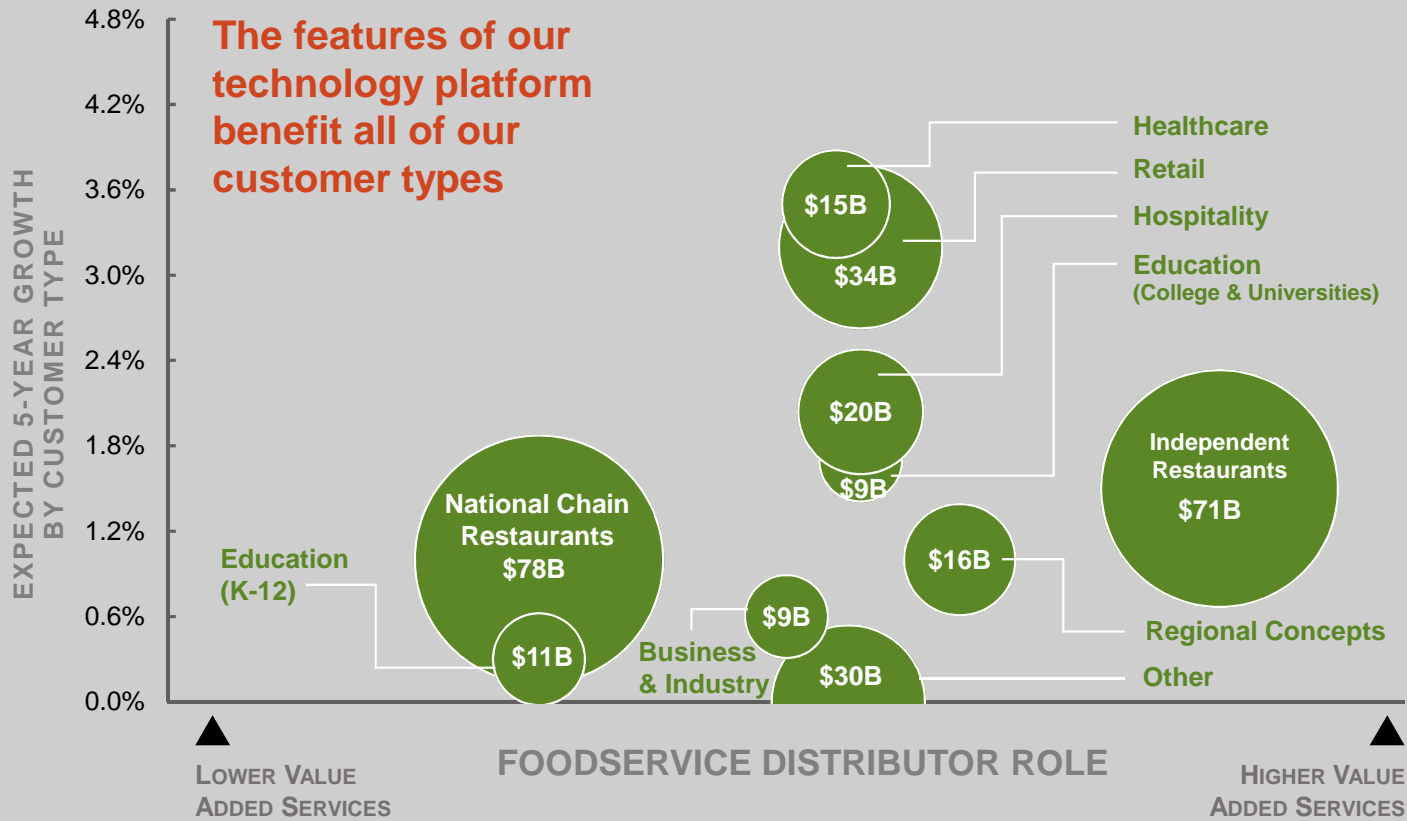 The features of our
technology platform
benefit all of our
customer types
EXPECTED 5-YEAR GROWTH
BY CUSTOMER TYPE
4.8%
4.2%
3.6%
3.0%
2.4%
1.8%
1.2%
0.6%
0.0%
Healthcare
Retail
Hospitality
Education
(College & Universities)
$15B
$34B
$20B
$9B
Independent
Restaurants
$71B
National Chain
Restaurants
$78B
$16B
Education
(K-12)
$11B
$9B
Business
& Industry
$30B
Regional Concepts
Other
FOODSERVICE DISTRIBUTOR ROLE
LOWER VALUE
ADDED SERVICES
HIGHER VALUE
ADDED SERVICES